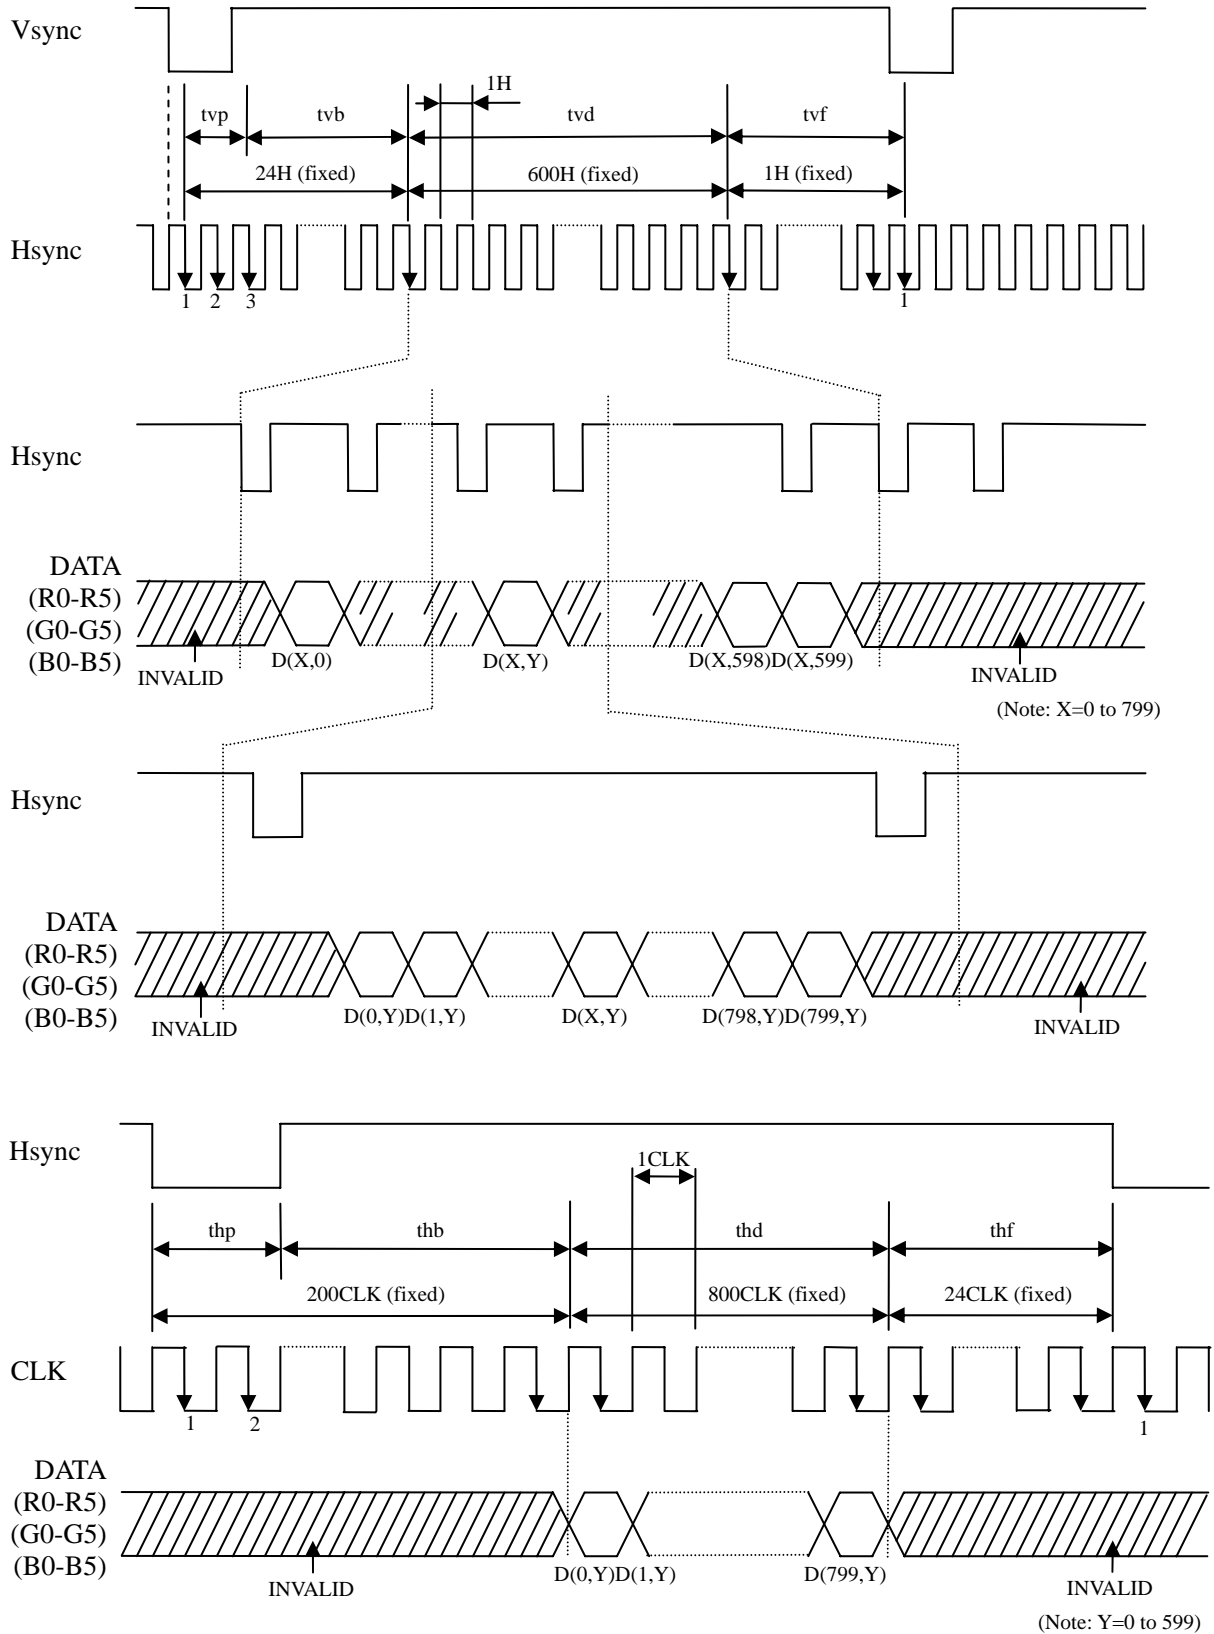 Vsync
1H
tvp tvb tvd tvf
24H (fixed) 600H (fixed) 1H (fixed)
Hsync
1 2 3 1
Hsync
DATA
(R0-R5)
(G0-G5)
(B0-B5)
D(X,0) D(X,Y) D(X,598)D(X,599)
INVALID INVALID
(Note: X=0 to 799)
Hsync
DATA
(R0-R5)
(G0-G5)
(B0-B5)
D(0,Y)D(1,Y) D(X,Y) D(798,Y)D(799,Y)
INVALID INVALID
Hsync
1CLK
thp thb thd thf
200CLK (fixed) 800CLK (fixed) 24CLK (fixed)
CLK
1 2 1
DATA
(R0-R5)
(G0-G5)
(B0-B5)
D(0,Y)D(1,Y) D(799,Y)
INVALID INVALID
(Note: Y=0 to 599)